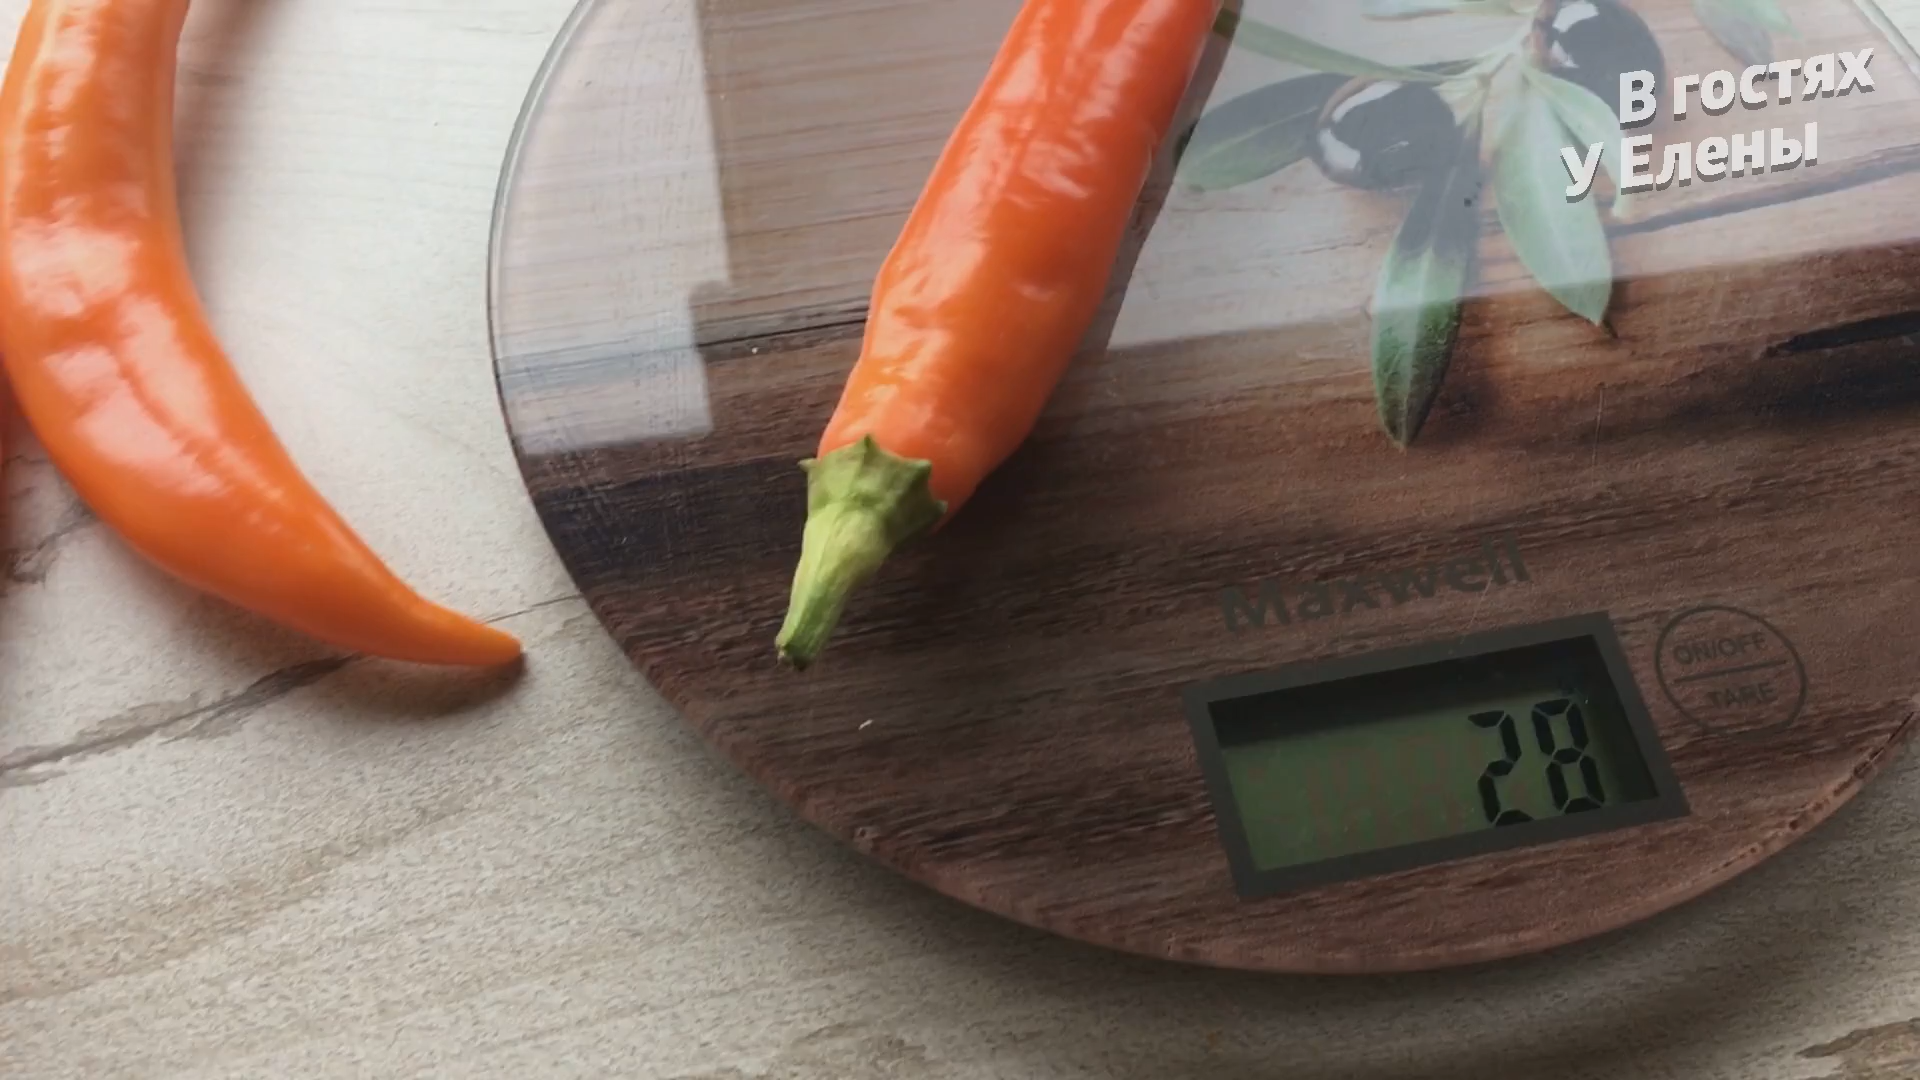 В гостях
у Елены
Maxwell
ON/OFF
TARE
28